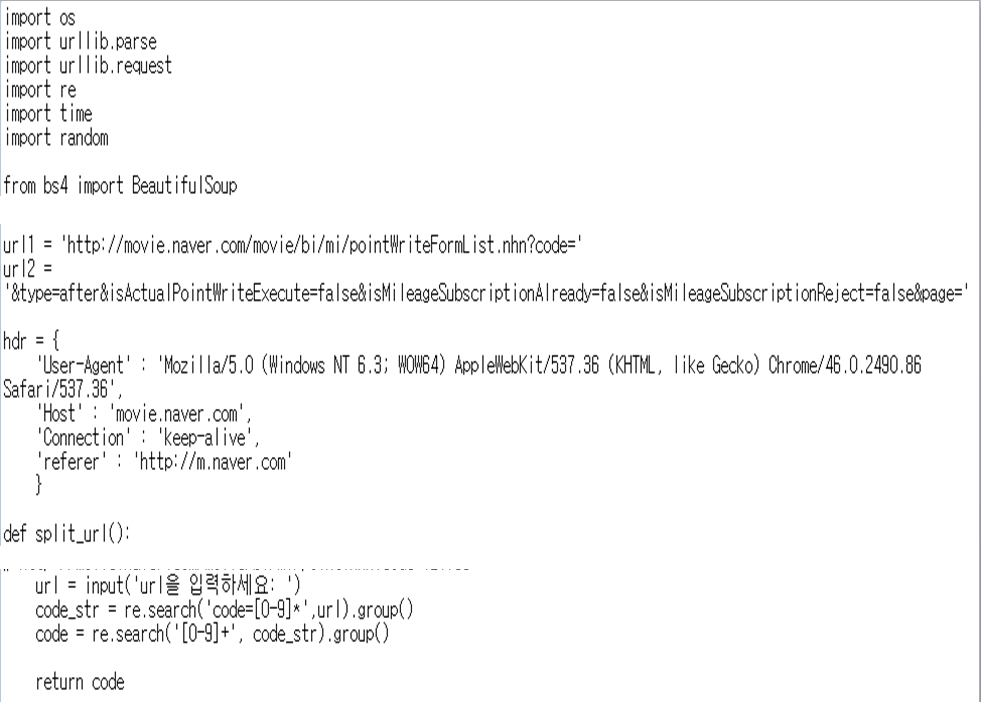 import os
import urllib.parse
import urllib.request
import re
import time
import random
from bs4 import BeautifulSoup
url1 = 'http://movie.naver.com/movie/bi/mi/pointWriteFormList.nhn?code='
url2 =
'&type=after&isActualPointWriteExecute=false&isMileageSubscriptionAlready=false&isMileageSubscriptionReject=false&page='
hdr = {
'User-Agent' : 'Mozilla/5.0 (Windows NT 6.3; WOW64) AppleWebKit/537.36 (KHTML, like Gecko) Chrome/46.0.2490.86
Safari/537.36',
'Host' : 'movie.naver.com',
'Connection' : 'keep-alive',
'referer' : 'http://m.naver.com'
}
def split_url():
url = input('url을 입력하세요: ')
code_str = re.search('code=[0-9]*',url).group()
code = re.search('[0-9]+', code_str).group()
return code